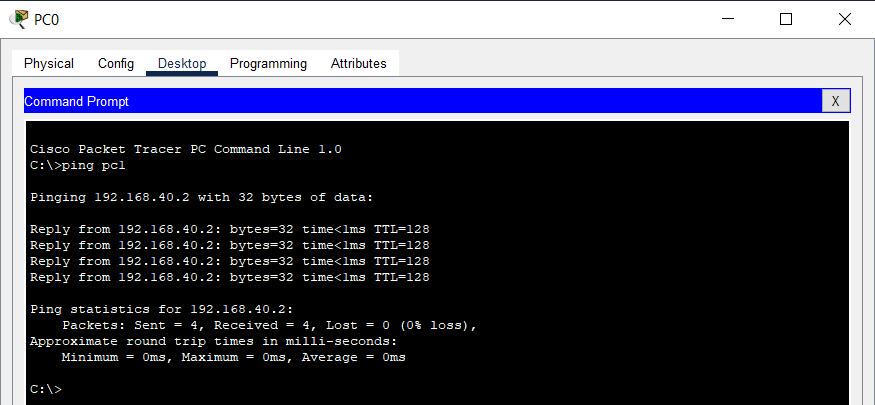 PC0
Physical Config Desktop Programming Attributes
Command Prompt
X
Cisco Packet Tracer PC Command Line 1.0
C:\>ping pc1
Pinging 192.168.40.2 with 32 bytes of data:
Reply from 192.168.40.2: bytes=32 time<1ms TTL=128
Reply from 192.168.40.2: bytes=32 time<1ms TTL=128
Reply from 192.168.40.2: bytes=32 time<1ms TTL=128
Reply from 192.168.40.2: bytes=32 time<1ms TTL=128
Ping statistics for 192.168.40.2:
    Packets: Sent = 4, Received = 4, Lost = 0 (0% loss),
Approximate round trip times in milli-seconds:
    Minimum = 0ms, Maximum = 0ms, Average = 0ms
C:\>